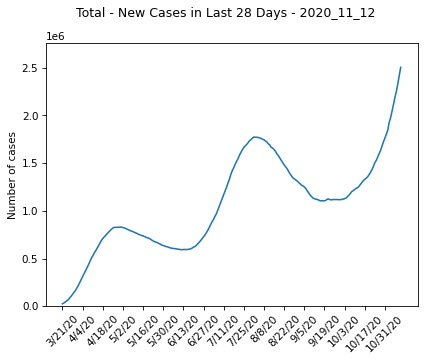 Total - New Cases in Last 28 Days - 2020_11_12
1e6
2.5
2.0
1.5
1.0
0.5
0.0
Number of cases
3/21/20 4/4/20 4/18/20 5/2/20 5/16/20 5/30/20 6/13/20 6/27/20 7/11/20 7/25/20 8/8/20 8/22/20 9/5/20 9/19/20 10/3/20 10/17/20 10/31/20